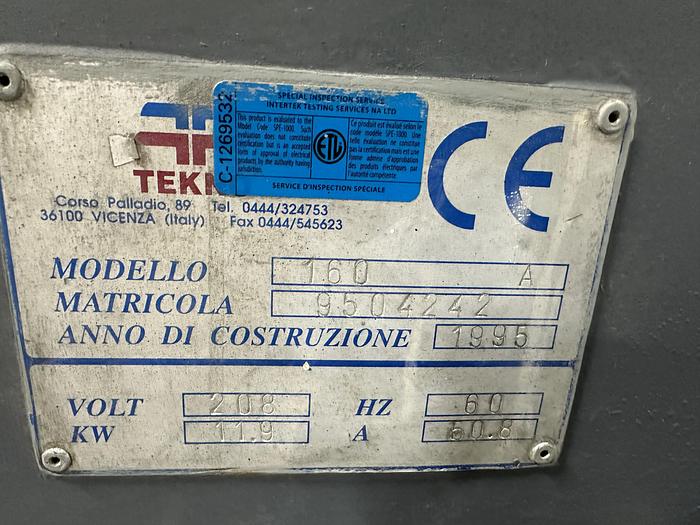 SPECIAL INSPECTION SERVICE
INTERTEK TESTING SERVICES NA LTD
C-1269532
This product is evaluated to the Model Code SPE-1000. Such evaluation does not constitute certification but is an accepted form of approval of electrical products by the authority having jurisdiction.
ETL
Ce produit est évalué selon le code modèle SPE-1000. Une telle évaluation ne constitue pas la certification mais est une forme admise d'approbation des produits électriques par l'autorité compétente.
SERVICE D'INSPECTION SPÉCIALE
CE
Corso Palladio, 89 Tel. 0444/324753
36100 VICENZA (Italy) Fax 0444/545623
MODELLO 160 A
MATRICOLA 9504242
ANNO DI COSTRUZIONE 1995
VOLT 208 HZ 60
KW 11.9 A 60.8